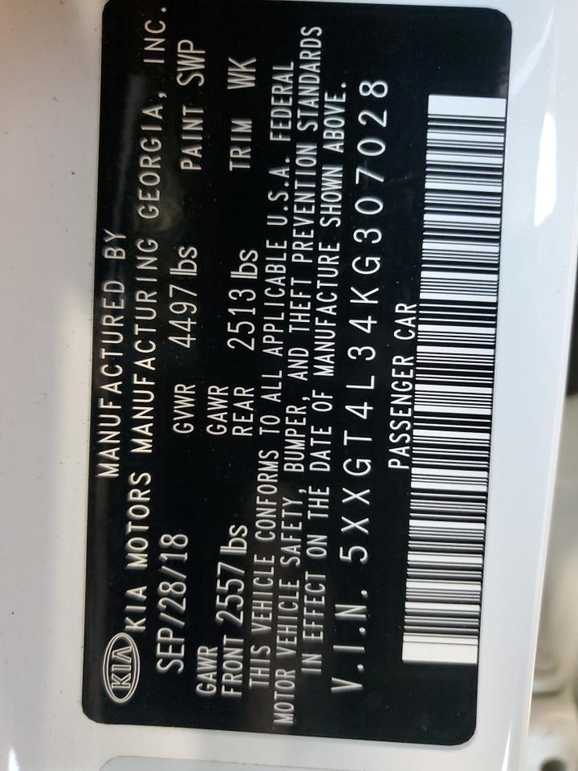 MANUFACTURED BY
KIA KIA MOTORS MANUFACTURING GEORGIA, INC.
SEP/28/18 GVWR 4497 lbs PAINT SWP
GAWR GAWR
FRONT 2557 lbs REAR 2513 lbs TRIM WK
THIS VEHICLE CONFORMS TO ALL APPLICABLE U.S.A. FEDERAL
MOTOR VEHICLE SAFETY, BUMPER, AND THEFT PREVENTION STANDARDS
IN EFFECT ON THE DATE OF MANUFACTURE SHOWN ABOVE.
V.I.N. 5XXGT4L34KG307028
PASSENGER CAR